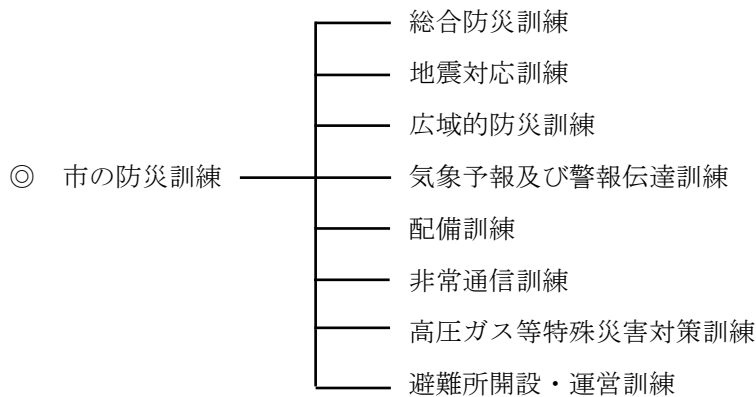 総合防災訓練
地震対応訓練
広域的防災訓練
◎　市の防災訓練
気象予報及び警報伝達訓練
配備訓練
非常通信訓練
高圧ガス等特殊災害対策訓練
避難所開設・運営訓練